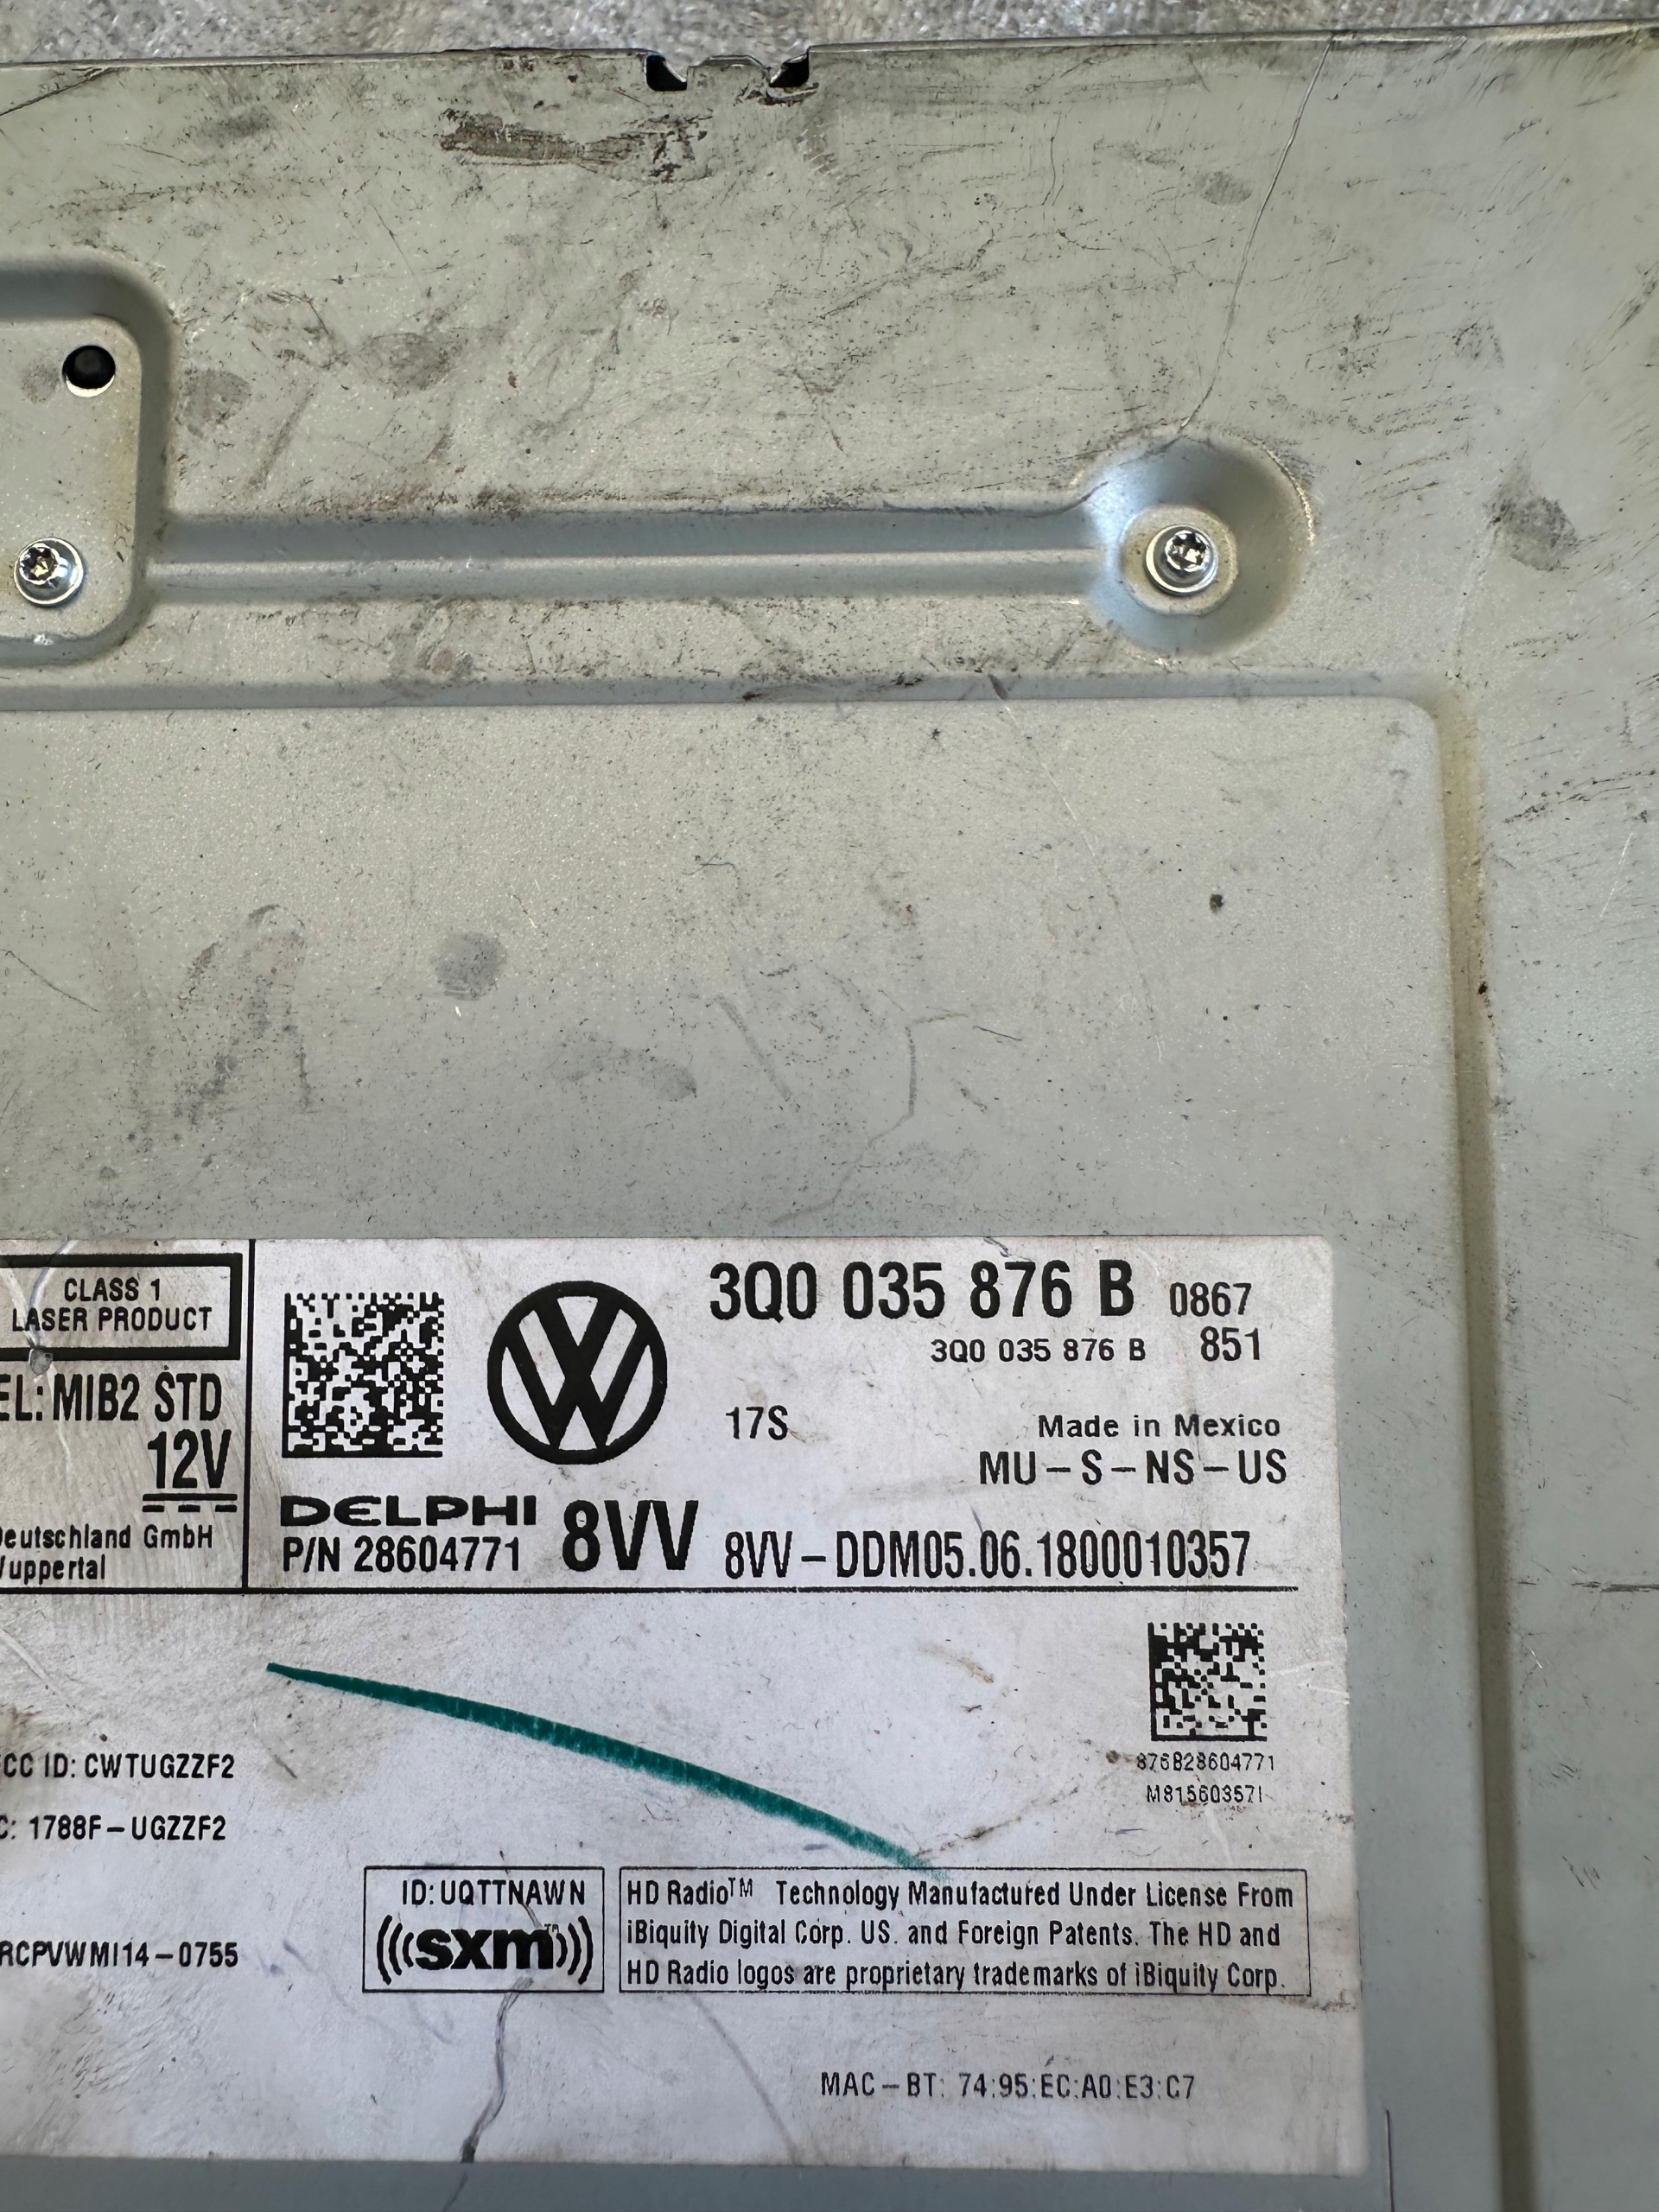 CLASS 1
LASER PRODUCT
EL: MIB2 STD
12V
Deutschland GmbH
Wuppertal
3Q0 035 876 B 0867
3Q0 035 876 B 851
17S
Made in Mexico
MU-S-NS-US
DELPHI
P/N 28604771
8VV
8VV-DDM05.06.1800010357
876B28604771
M815603571
CC ID: CWTUGZZF2
C: 1788F-UGZZF2
RCPVWMI14-0755
ID:UQTTNAWN
(((sxm™)))
HD Radio™ Technology Manufactured Under License From
iBiquity Digital Corp. US. and Foreign Patents. The HD and
HD Radio logos are proprietary trademarks of iBiquity Corp.
MAC-BT: 74:95:EC:A0:E3:C7